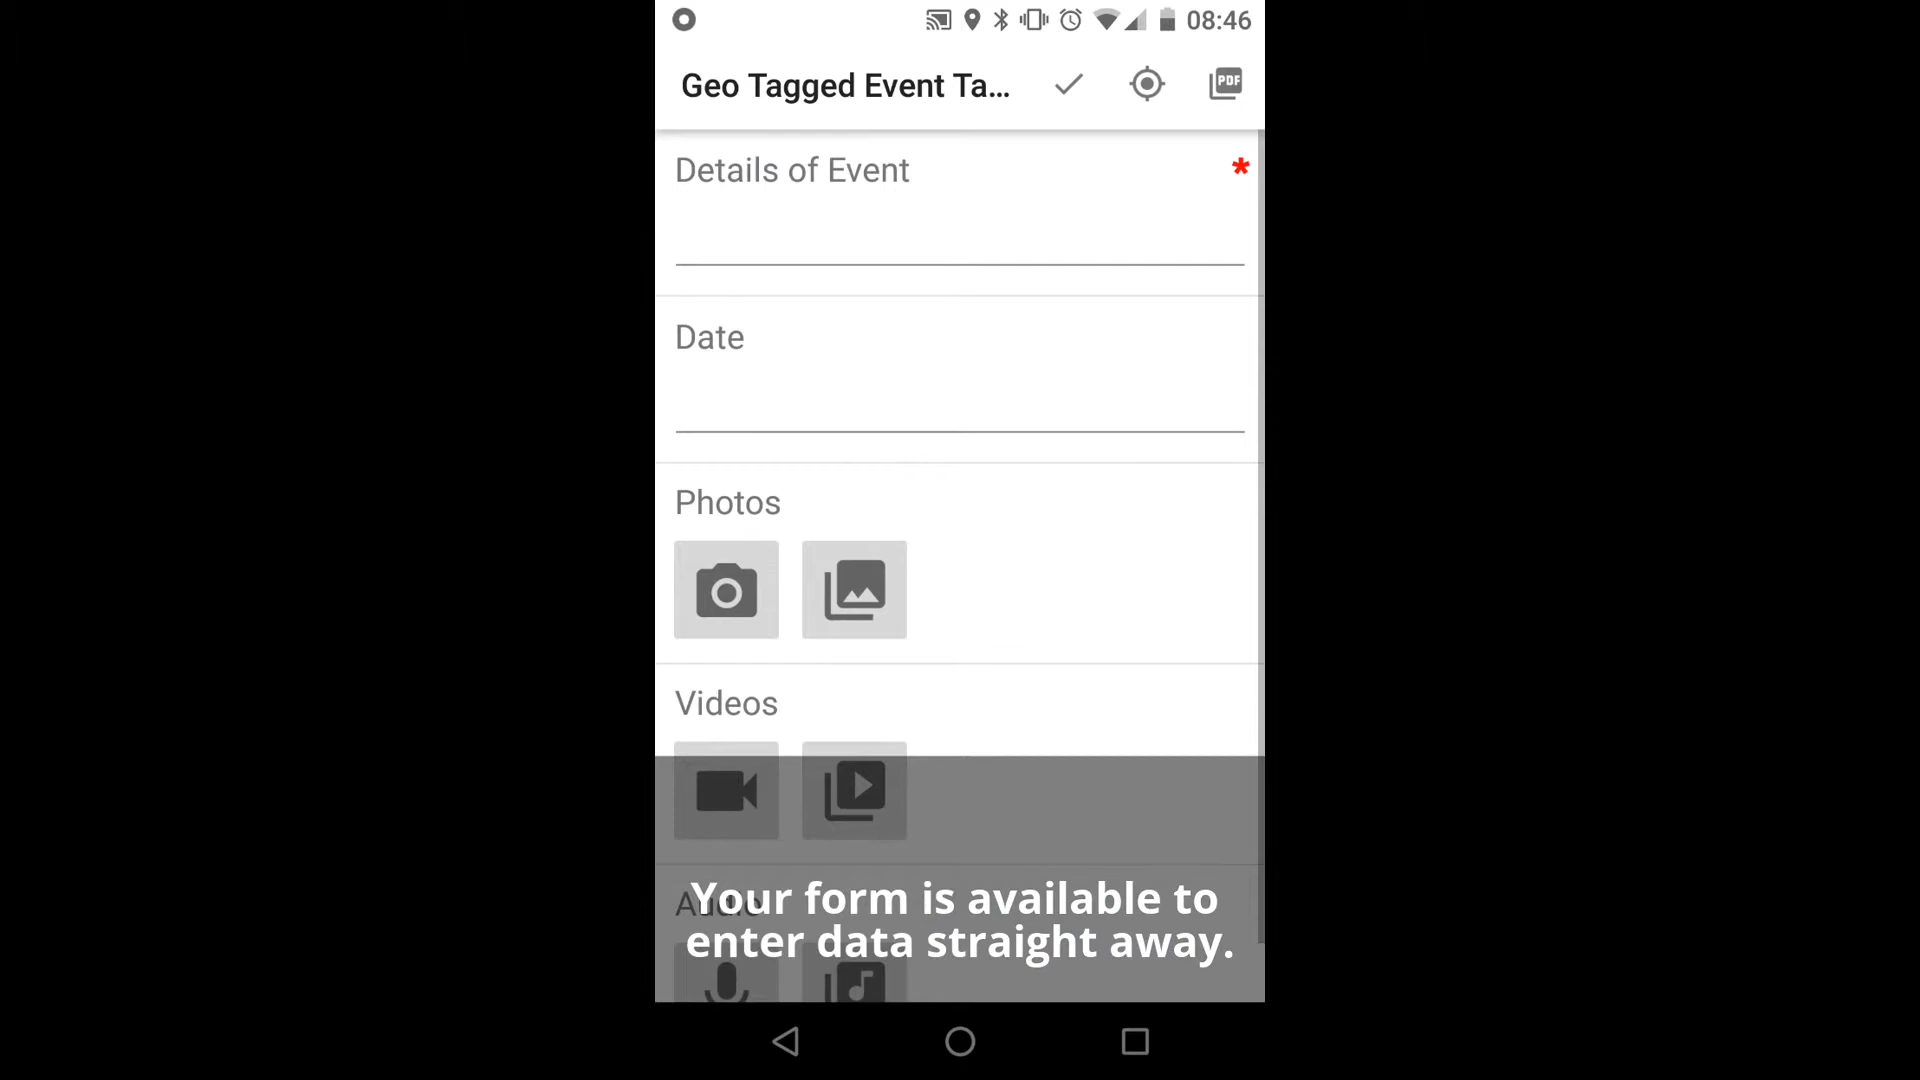 08:46
Geo Tagged Event Ta...
PDF
Details of Event *
Date
Photos
Videos
Audio
Your form is available to
enter data straight away.